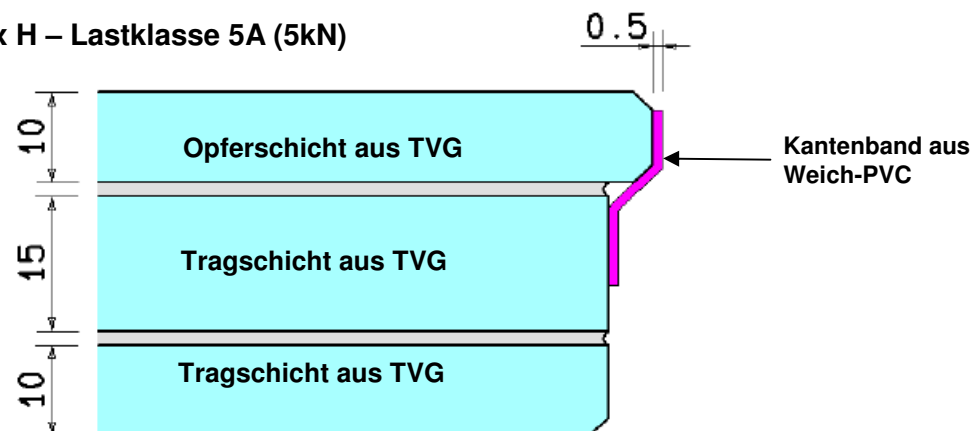 x H – Lastklasse 5A (5kN)
0.5
10
Opferschicht aus TVG
Kantenband aus
Weich-PVC
15
Tragschicht aus TVG
10
Tragschicht aus TVG